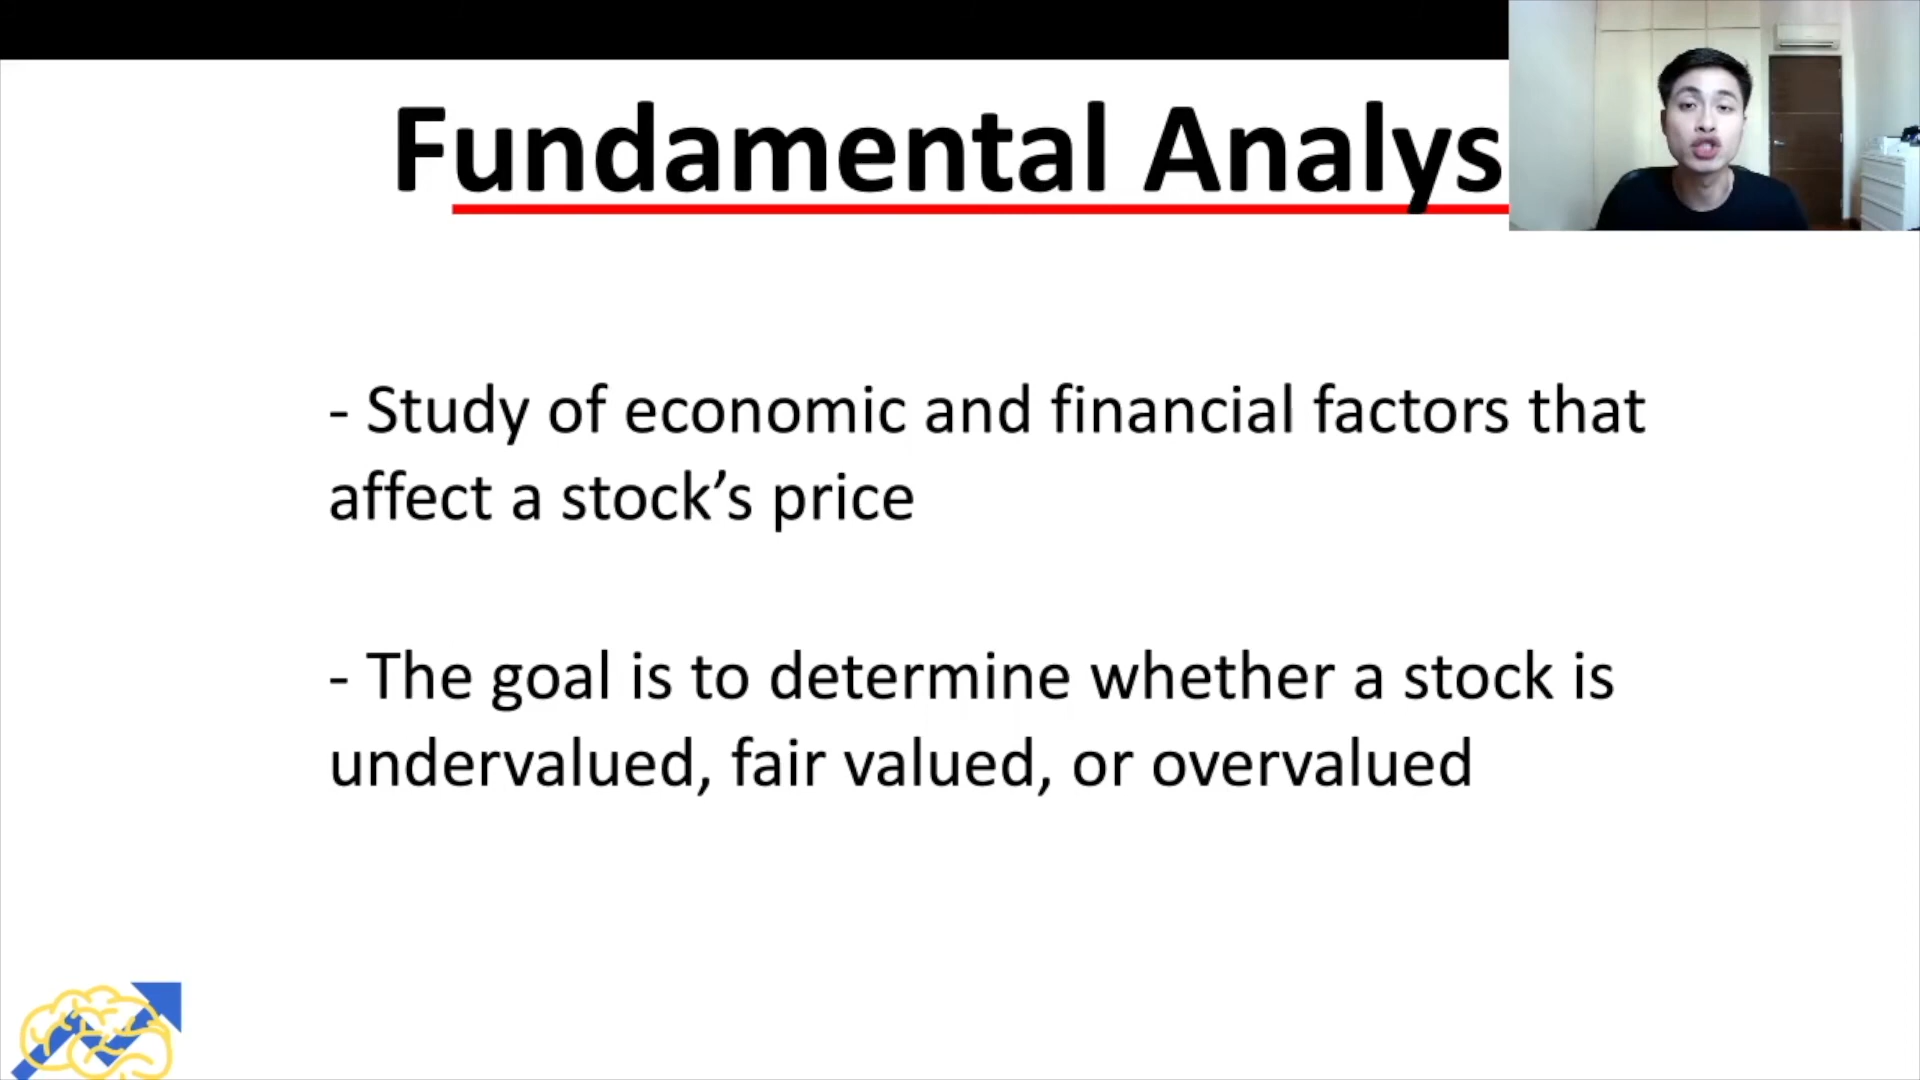 Fundamental Analys
- Study of economic and financial factors that
affect a stock’s price
- The goal is to determine whether a stock is
undervalued, fair valued, or overvalued